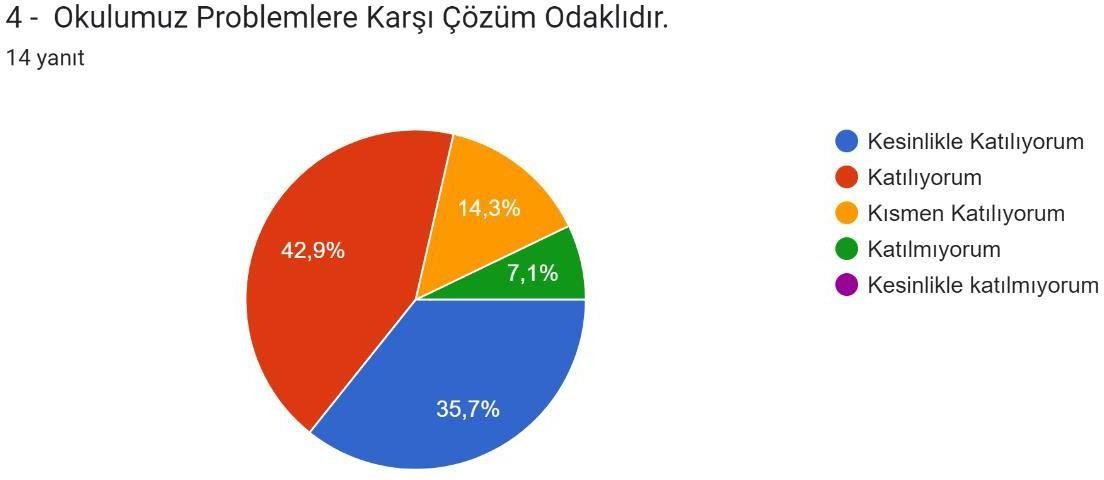 4 - Okulumuz Problemlere Karşı Çözüm Odaklıdır.
14 yanıt
Kesinlikle Katılıyorum
Katılıyorum
Kısmen Katılıyorum
Katılmıyorum
Kesinlikle katılmıyorum
14,3%
42,9%
7,1%
35,7%